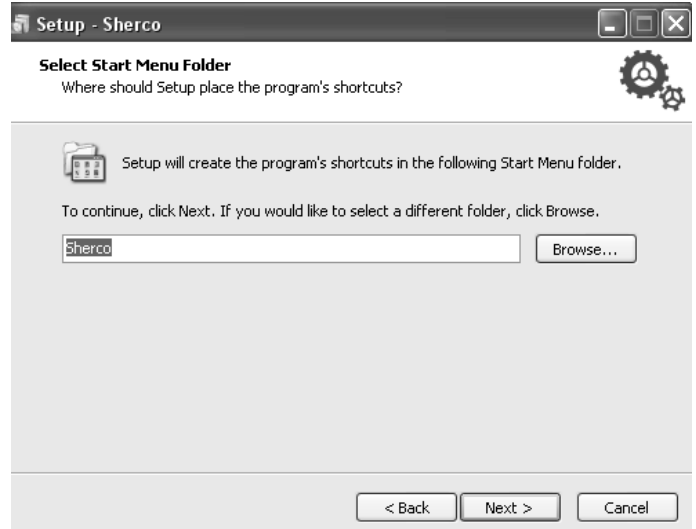 Setup - Sherco
Select Start Menu Folder
Where should Setup place the program's shortcuts?
Setup will create the program's shortcuts in the following Start Menu folder.
To continue, click Next. If you would like to select a different folder, click Browse.
Sherco
Browse...
< Back
Next >
Cancel